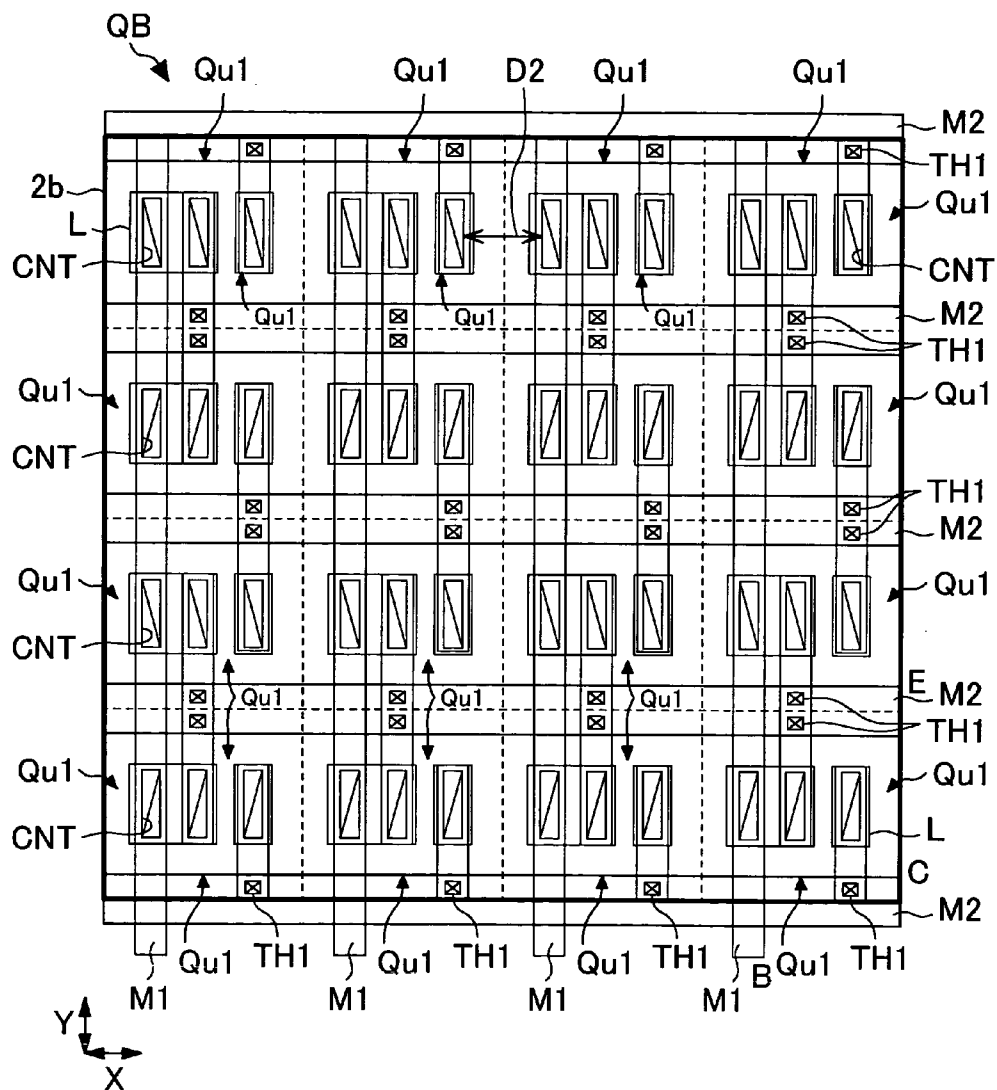 QB
Qu1 Qu1 D2 Qu1 Qu1
M2
TH1
2b
L Qu1
CNT CNT
Qu1 Qu1 Qu1
M2
TH1
Qu1 Qu1
CNT
TH1
M2
Qu1 Qu1
CNT
E
Qu1 Qu1 Qu1 M2
TH1
Qu1 Qu1
CNT
L
C
M2
Qu1 TH1 Qu1 TH1 Qu1 TH1 B Qu1 TH1
M1 M1 M1 M1
Y
X